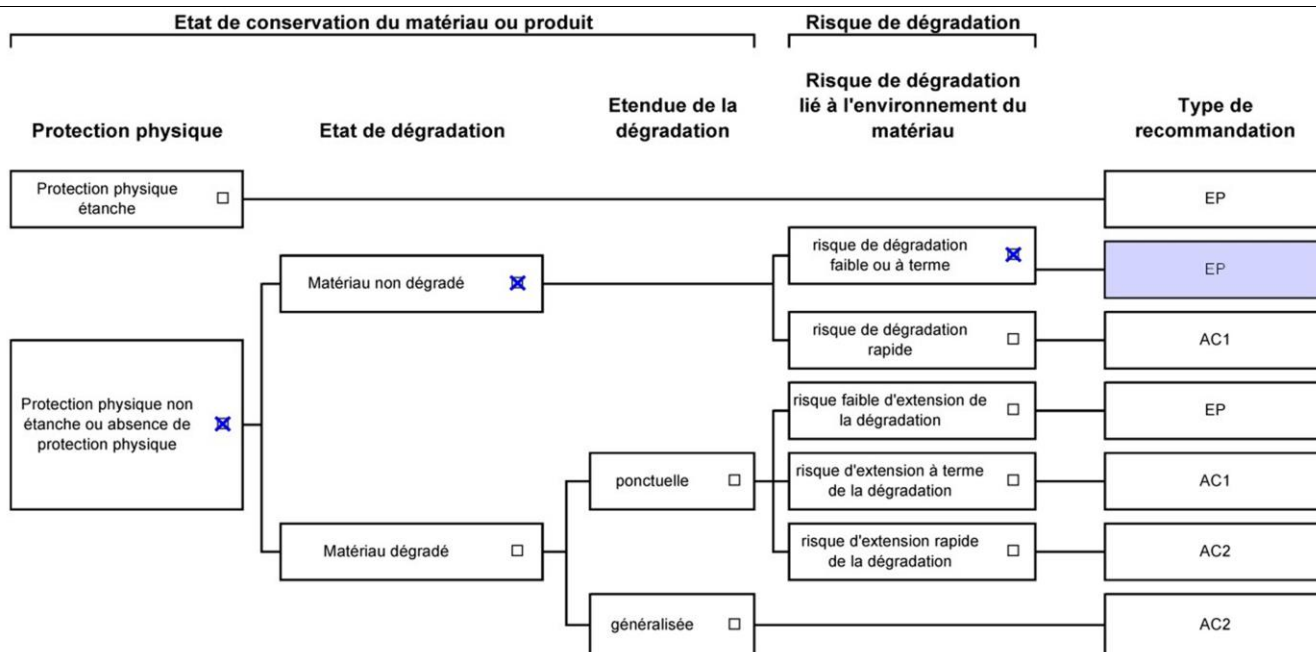 Etat de conservation du matériau ou produit
Risque de dégradation
Protection physique
Etat de dégradation
Etendue de la
dégradation
Risque de dégradation
lié à l'environnement du
matériau
Type de
recommandation
Protection physique
étanche
EP
risque de dégradation
faible ou à terme
EP
Matériau non dégradé
risque de dégradation
rapide
AC1
Protection physique non
étanche ou absence de
protection physique
risque faible d'extension de
la dégradation
EP
ponctuelle
risque d'extension à terme
de la dégradation
AC1
Matériau dégradé
risque d'extension rapide
de la dégradation
AC2
généralisée
AC2